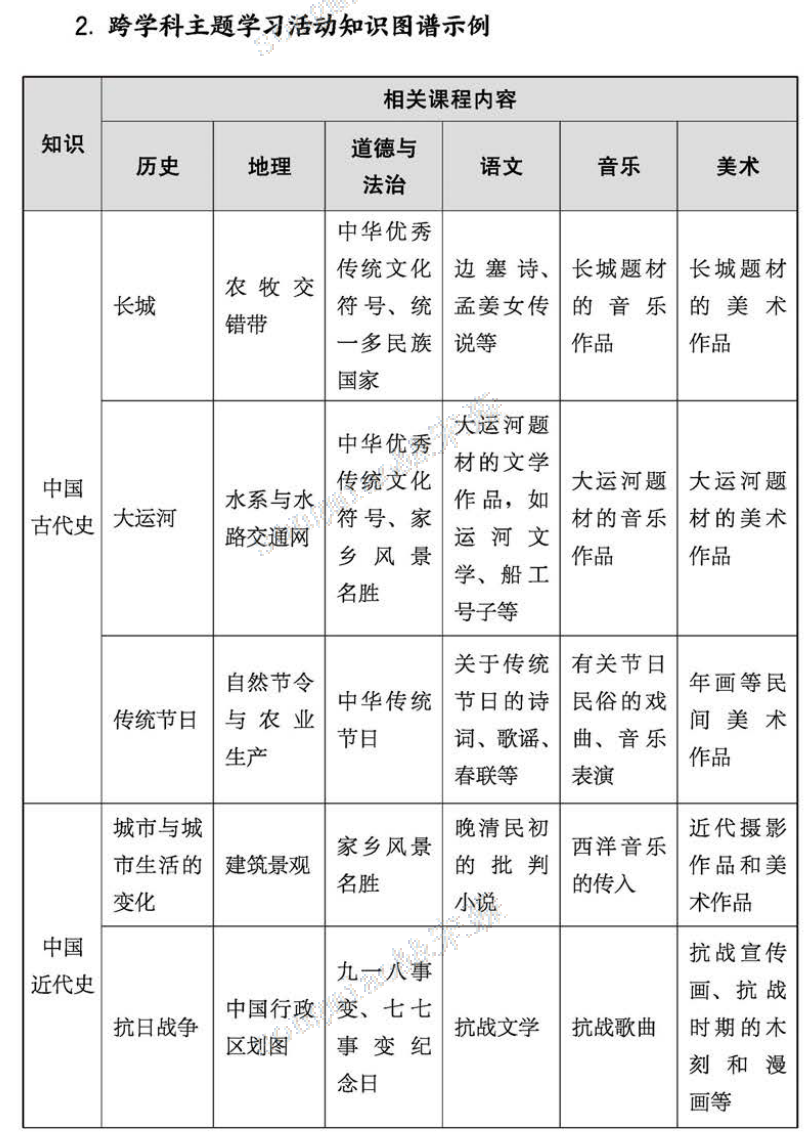 2. 跨学科主题学习活动知识图谱示例
知识
相关课程内容
历史
地理
道德与
法治
语文
音乐
美术
中国
古代史
长城
农牧交
错带
中华优秀
传统文化
符号、统
一多民族
国家
边塞诗、
孟姜女传
说等
长城题材
的音乐
作品
长城题材
的美术
作品
大运河
水系与水
路交通网
中华优秀
传统文化
符号、家
乡风景
名胜
大运河题
材的文学
作品，如
运河文
学、船工
号子等
大运河题
材的音乐
作品
大运河题
材的美术
作品
传统节日
自然节令
与农业
生产
中华传统
节日
关于传统
节日的诗
词、歌谣、
春联等
有关节日
民俗的戏
曲、音乐
表演
年画等民
间美术
作品
中国
近代史
城市与城
市生活的
变化
建筑景观
家乡风景
名胜
晚清民初
的批判
小说
西洋音乐
的传入
近代摄影
作品和美
术作品
抗日战争
中国行政
区划图
九一八事
变、七七
事变纪
念日
抗战文学
抗战歌曲
抗战宣传
画、抗战
时期的木
刻和漫
画等